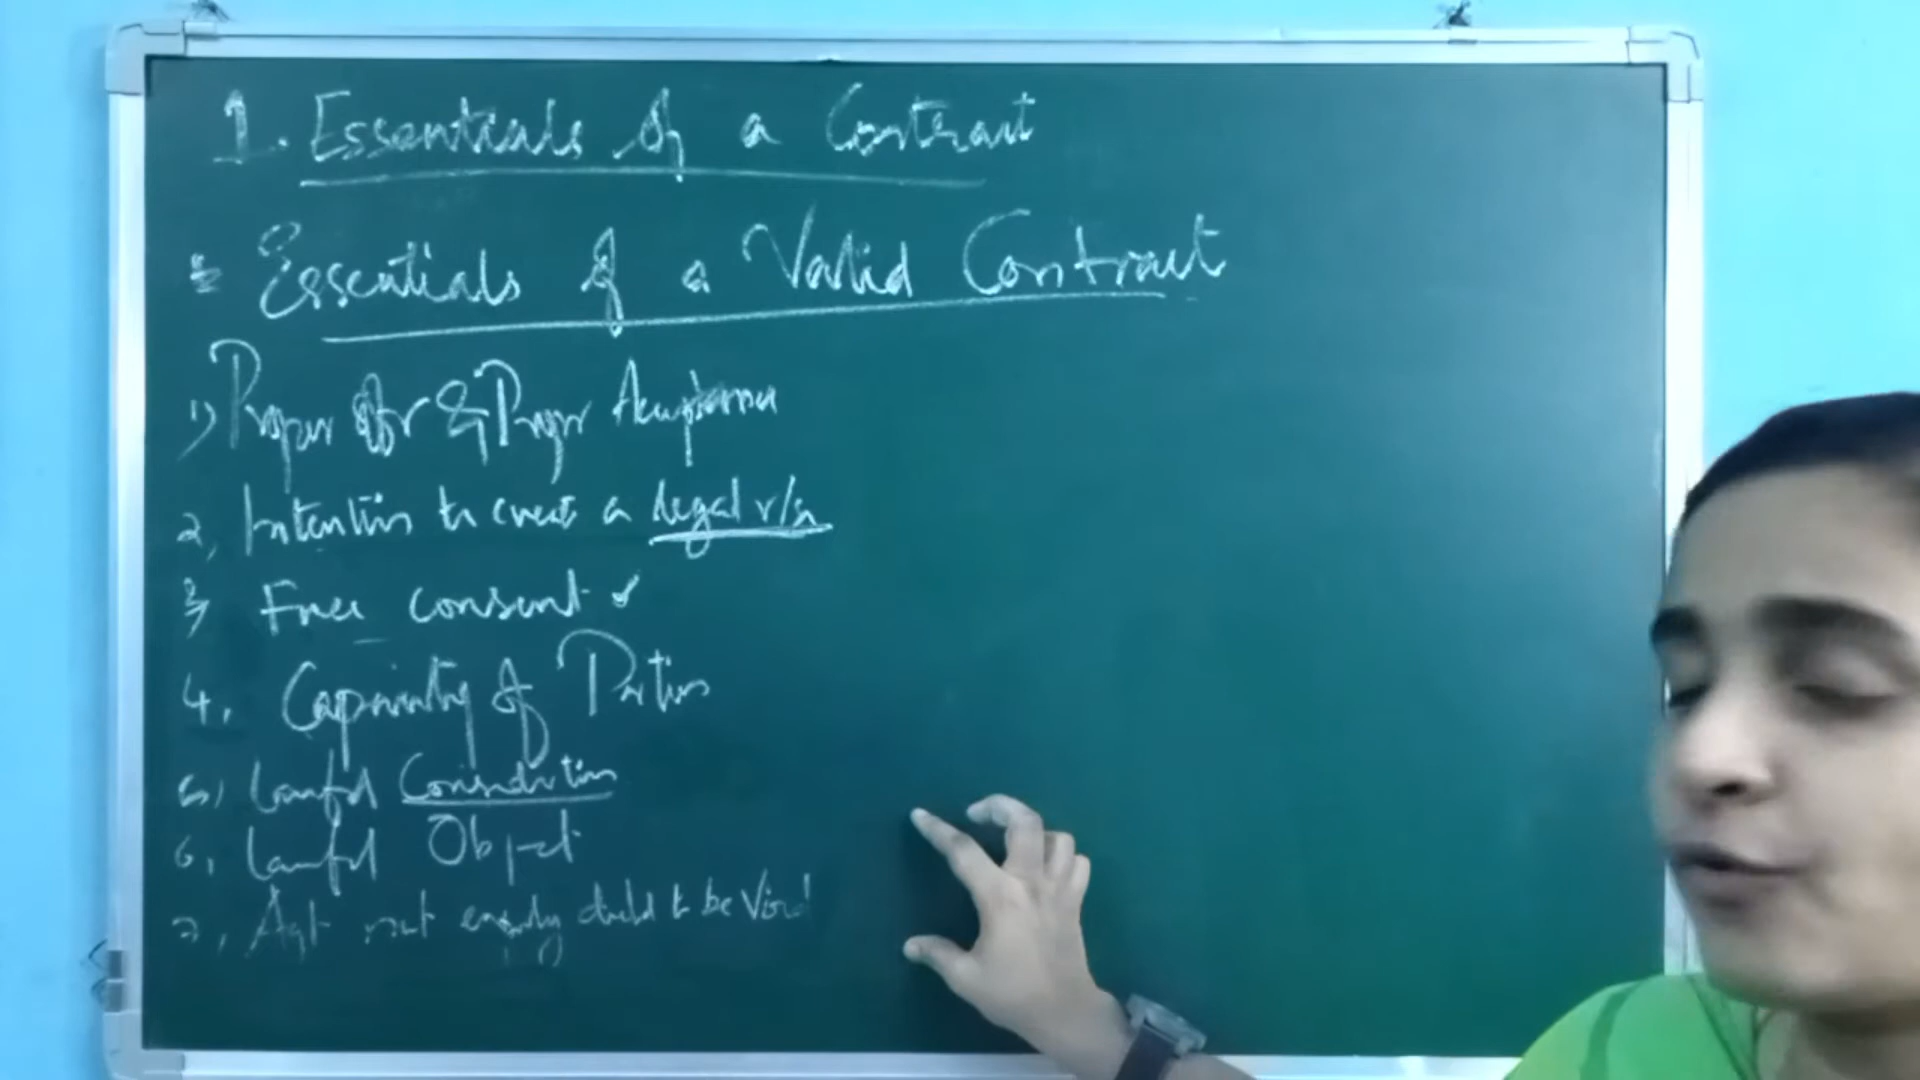 1. Essentials of a Contract
2 Essentials of a Valid Contract
1) Proper offer & Proper Acceptance
2, Intention to create a legal r/n
3, Free consent ✓
4, Capacity of Parties
5, Lawful Consideration
6, Lawful Object
7, Agt not expressly to be Void